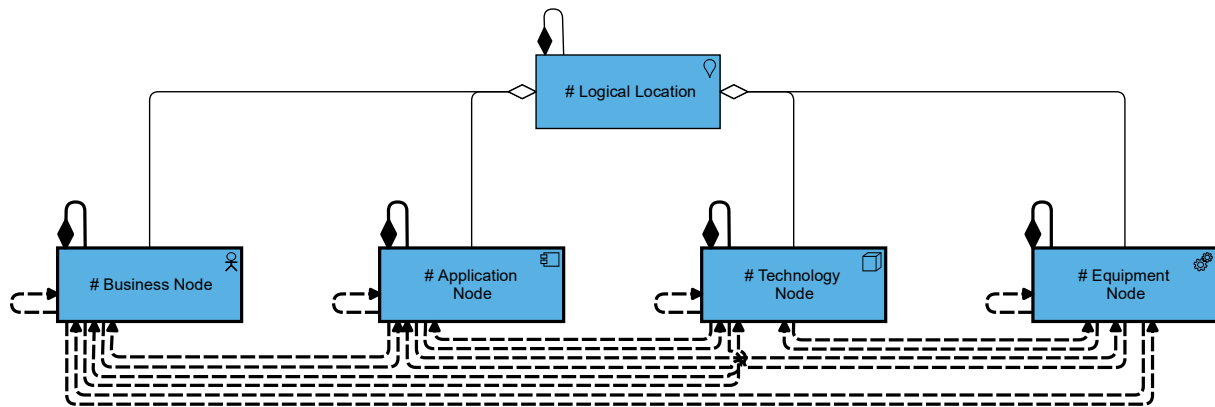 # Logical Location
# Business Node
# Application
Node
# Technology
Node
# Equipment
Node